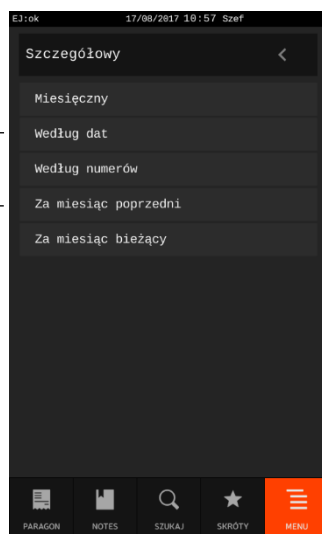 EJ:ok 17/08/2017 10:57 Szef
Szczegółowy
Miesięczny
Według dat
Według numerów
Za miesiąc poprzedni
Za miesiąc bieżący
PARAGON NOTES SZUKAJ SKRÓTY MENU